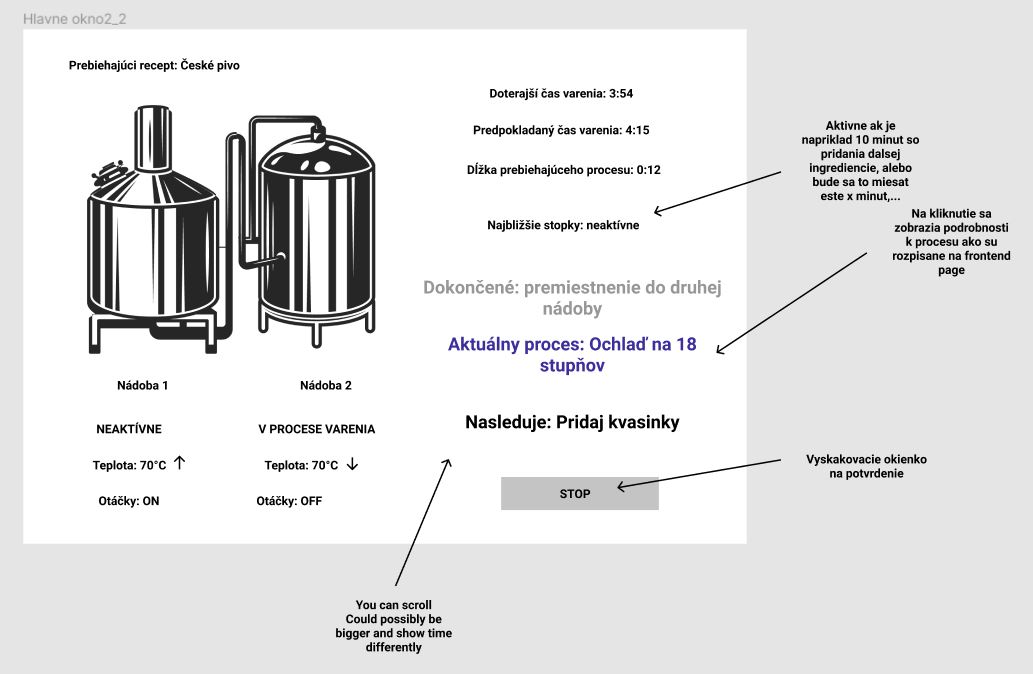 Hlavne okno2_2
Prebiehajúci recept: České pivo
Doterajší čas varenia: 3:54
Predpokladaný čas varenia: 4:15
Dĺžka prebiehajúceho procesu: 0:12
Najbližšie stopky: neaktívne
Dokončené: premiestnenie do druhej
nádoby
Aktuálny proces: Ochlaď na 18
stupňov
Nasleduje: Pridaj kvasinky
STOP
Nádoba 1
Nádoba 2
NEAKTÍVNE
V PROCESE VARENIA
Teplota: 70°C ↑
Teplota: 70°C ↓
Otáčky: ON
Otáčky: OFF
Aktivne ak je
napriklad 10 minut so
pridania dalsej
ingrediencie, alebo
bude sa to miesat
este x minut,...
Na kliknutie sa
zobrazia podrobnosti
k procesu ako su
rozpisane na frontend
page
Vyskakovacie okienko
na potvrdenie
You can scroll
Could possibly be
bigger and show time
differently